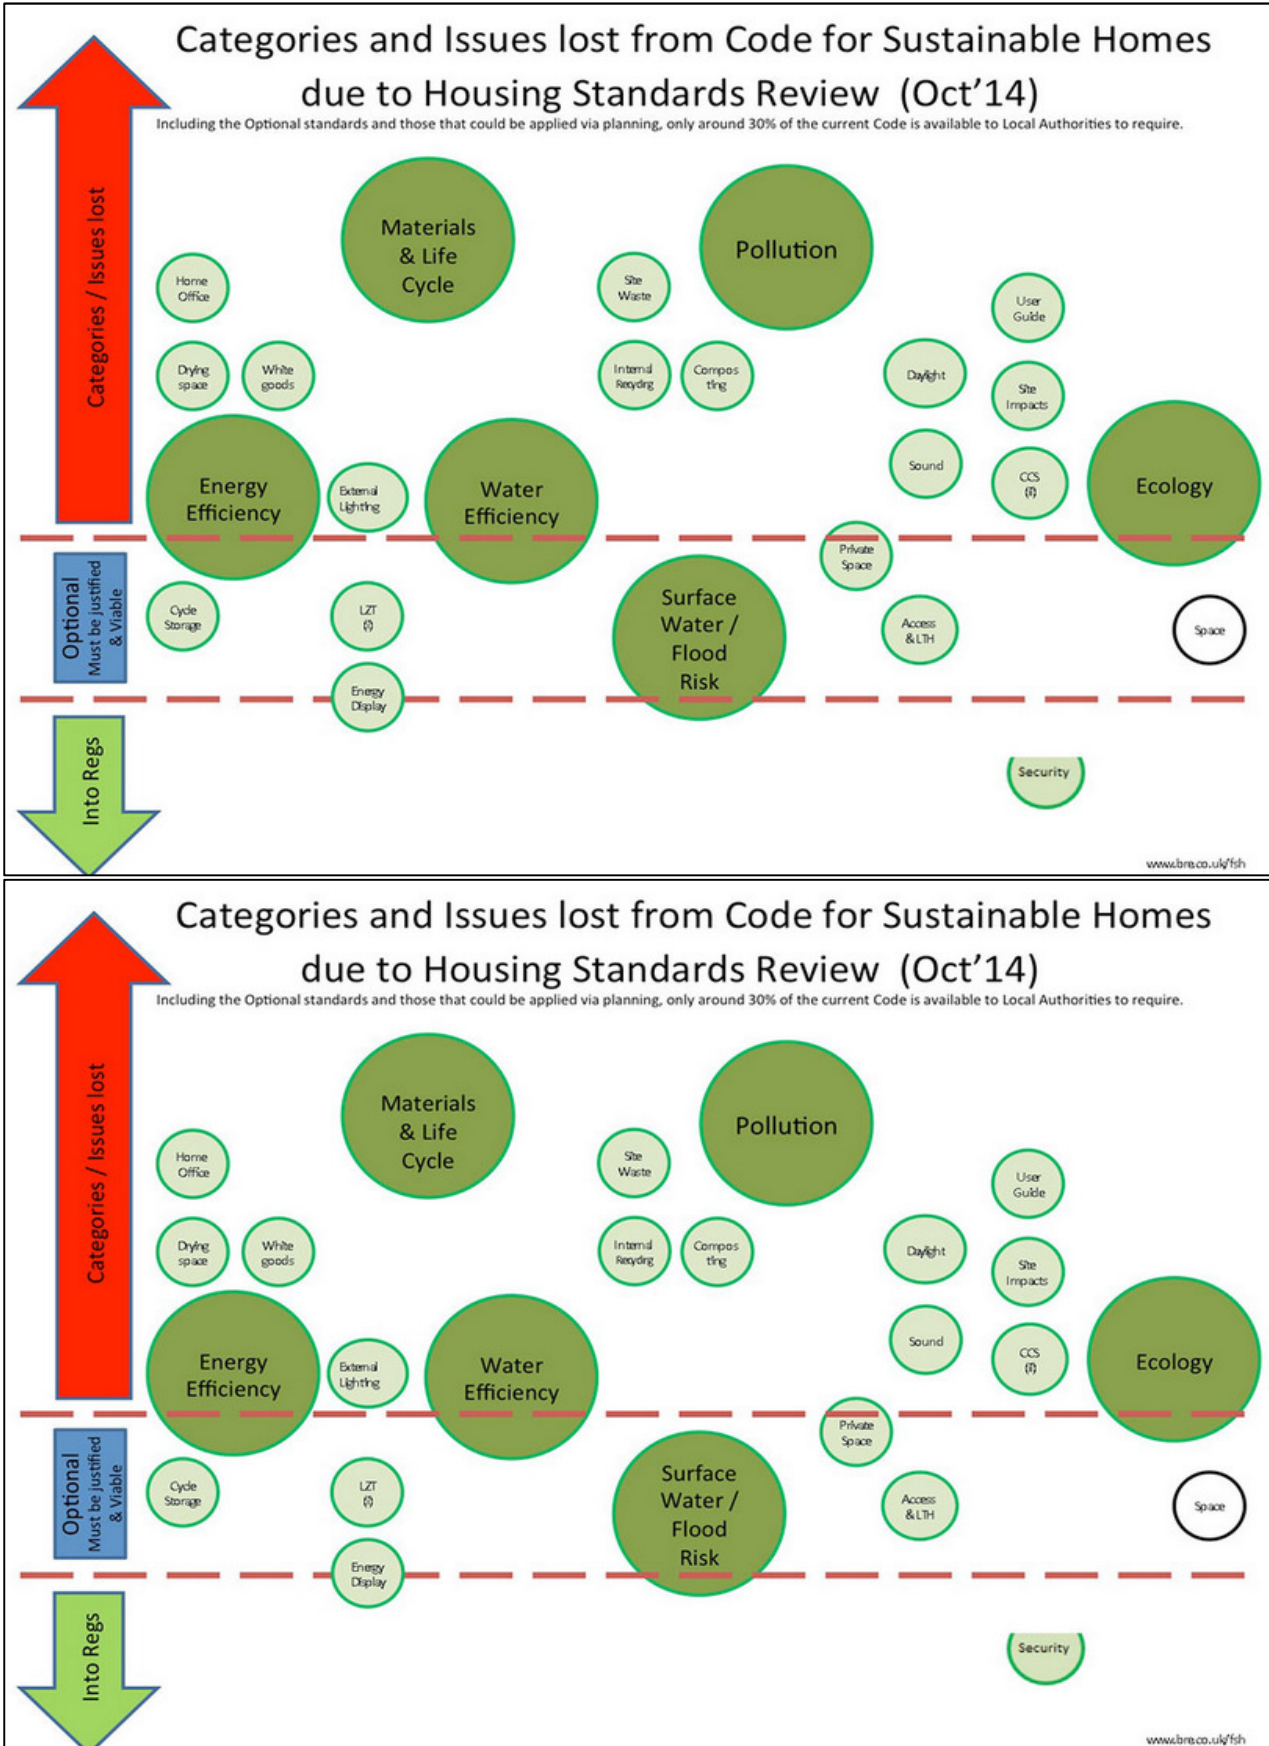 Categories and Issues lost from Code for Sustainable Homes
due to Housing Standards Review (Oct'14)
Including the Optional standards and those that could be applied via planning, only around 30% of the current Code is available to Local Authorities to require.
Categories / Issues lost
Materials
& Life
Cycle
Pollution
Home
Office
Site
Waste
User
Guide
Drying
space
White
goods
Internal
Recycling
Compos
ting
Daylight
Site
Impacts
Energy
Efficiency
External
Lighting
Water
Efficiency
Sound
CCS
Ecology
Optional
Must be justified
& Viable
Private
Space
Cycle
Storage
LZT
(?)
Surface
Water /
Flood
Risk
Access
& LTH
Space
Energy
Display
Into Regs
Security
www.bre.co.uk/fsh
Categories and Issues lost from Code for Sustainable Homes
due to Housing Standards Review (Oct'14)
Including the Optional standards and those that could be applied via planning, only around 30% of the current Code is available to Local Authorities to require.
Categories / Issues lost
Materials
& Life
Cycle
Pollution
Home
Office
Site
Waste
User
Guide
Drying
space
White
goods
Internal
Recycling
Compos
ting
Daylight
Site
Impacts
Energy
Efficiency
External
Lighting
Water
Efficiency
Sound
CCS
Ecology
Optional
Must be justified
& Viable
Private
Space
Cycle
Storage
LZT
(?)
Surface
Water /
Flood
Risk
Access
& LTH
Space
Energy
Display
Into Regs
Security
www.bre.co.uk/fsh